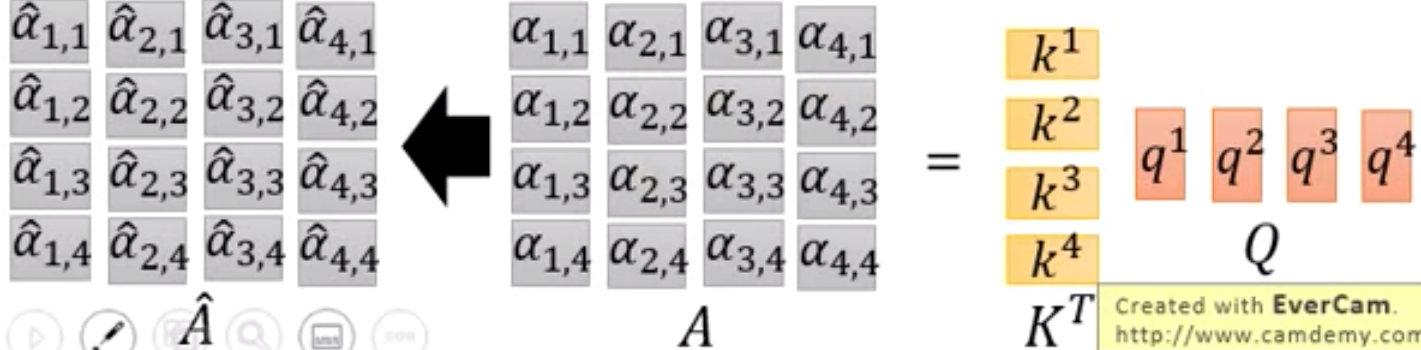 α̂1,1 α̂2,1 α̂3,1 α̂4,1 α1,1 α2,1 α3,1 α4,1 k¹
α̂1,2 α̂2,2 α̂3,2 α̂4,2 α1,2 α2,2 α3,2 α4,2 k²
= q¹ q² q³ q⁴
α̂1,3 α̂2,3 α̂3,3 α̂4,3 α1,3 α2,3 α3,3 α4,3 k³
α̂1,4 α̂2,4 α̂3,4 α̂4,4 α1,4 α2,4 α3,4 α4,4 k⁴ Q
Â A Kᵀ
Created with EverCam.
http://www.camdemy.com